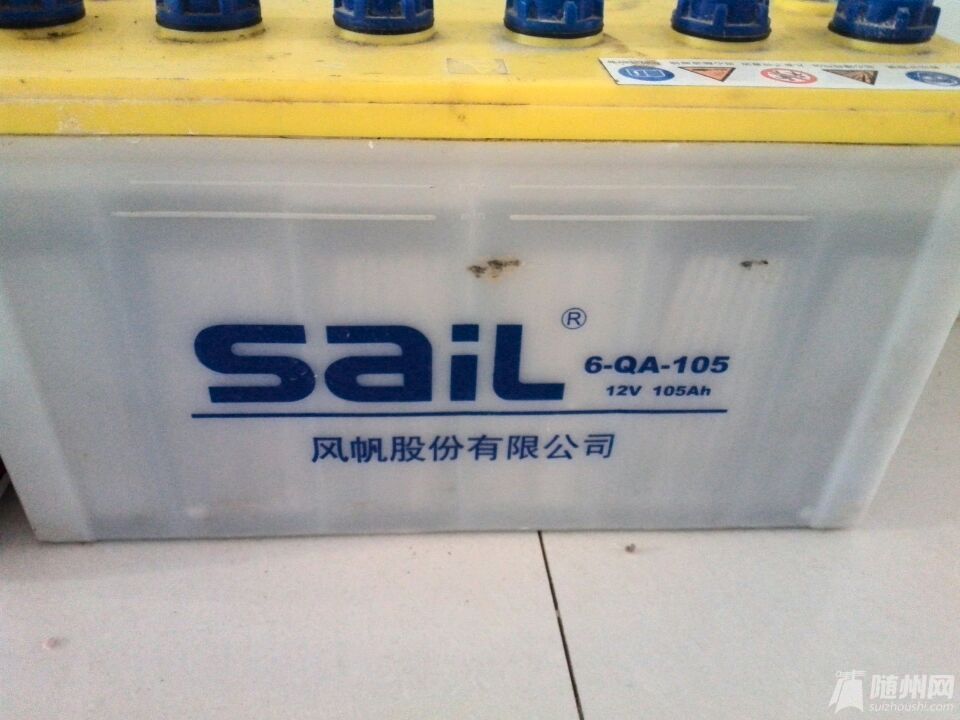 SaiL ®
6-QA-105
12V 105Ah
风帆股份有限公司
随州网
suizhoushi.com